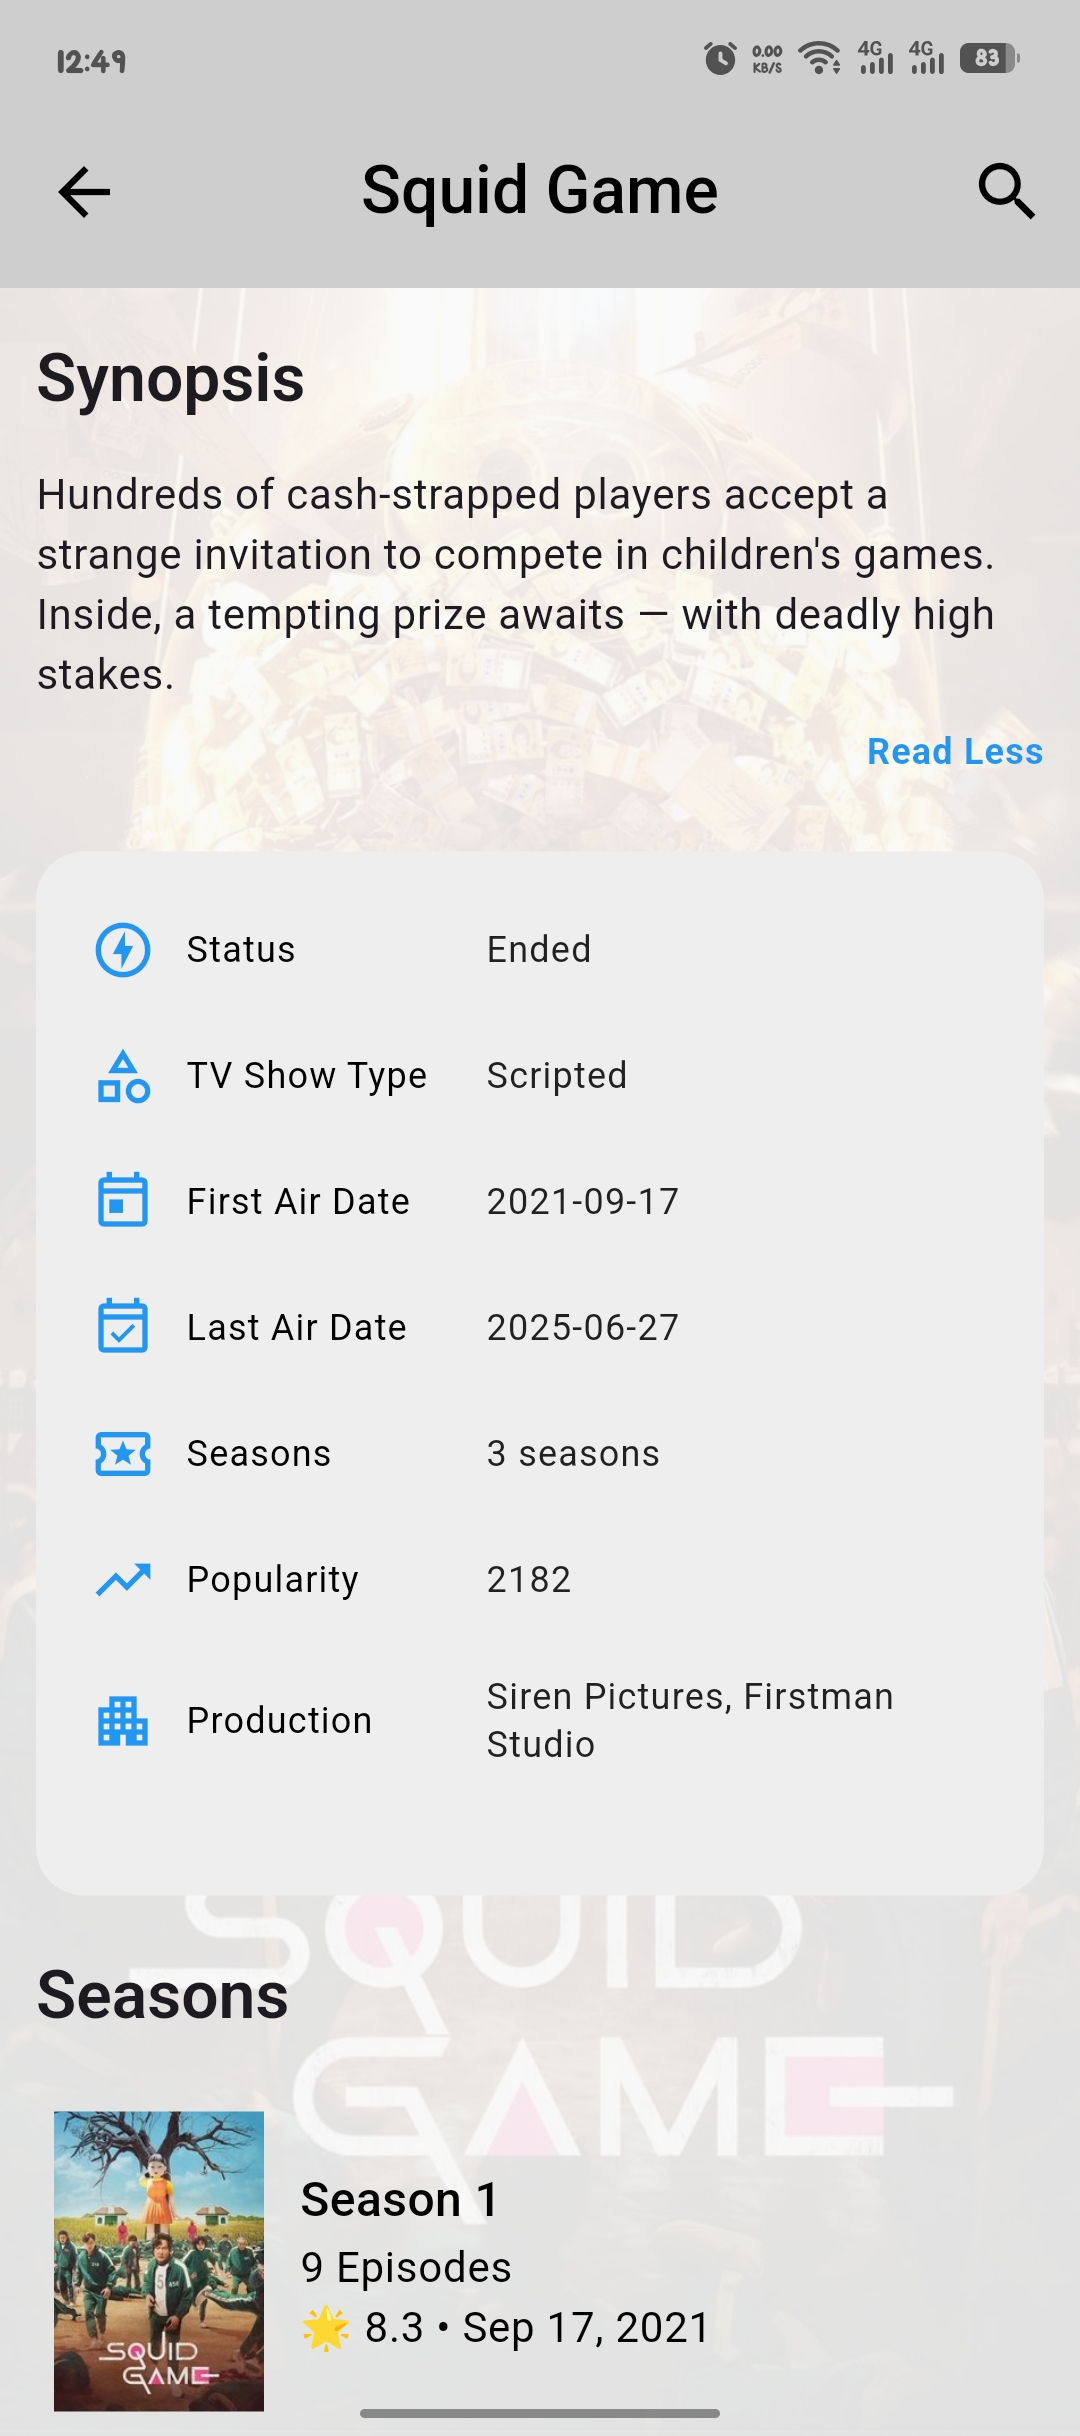 12:49
0.00
KB/S
4G
4G
83
Squid Game
Synopsis
Hundreds of cash-strapped players accept a
strange invitation to compete in children's games.
Inside, a tempting prize awaits — with deadly high
stakes.
Read Less
Status Ended
TV Show Type Scripted
First Air Date 2021-09-17
Last Air Date 2025-06-27
Seasons 3 seasons
Popularity 2182
Production Siren Pictures, Firstman
Studio
SQUID
GAME
Seasons
Season 1
9 Episodes
🌟 8.3 • Sep 17, 2021
SQUID
GAME